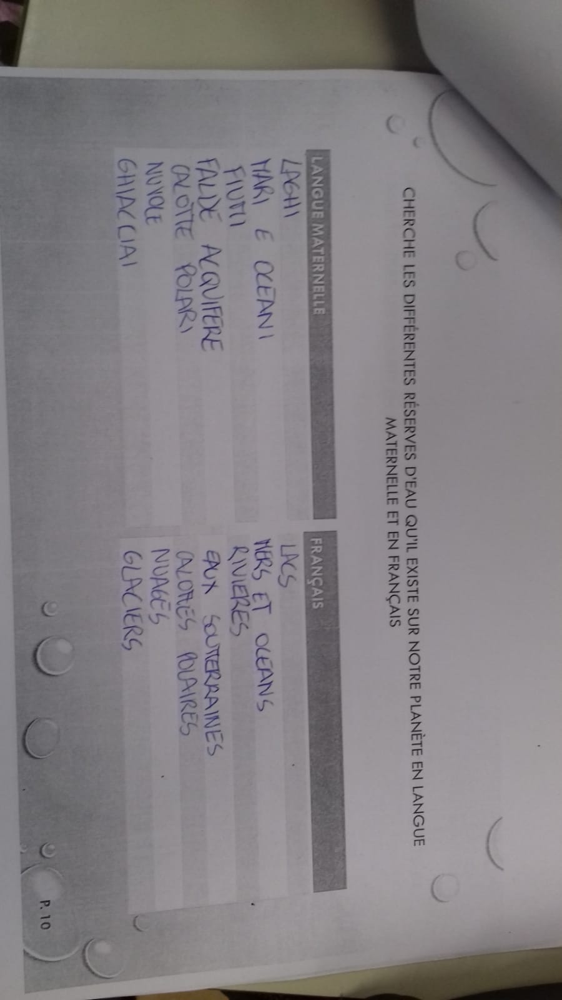 CHERCHE LES DIFFÉRENTES RÉSERVES D'EAU QU'IL EXISTE SUR NOTRE PLANÈTE EN LANGUE
MATERNELLE ET EN FRANÇAIS
LANGUE MATERNELLE
LAGHI
MARI E OCEANI
FIUMI
FALDE ACQUIFERE
CALOTTE POLARI
NUVOLE
GHIACCIAI
FRANÇAIS
LACS
MERS ET OCEANS
RIVIERES
EAUX SOUTERRAINES
CALOTTES POLAIRES
NUAGES
GLACIERS
P. 10